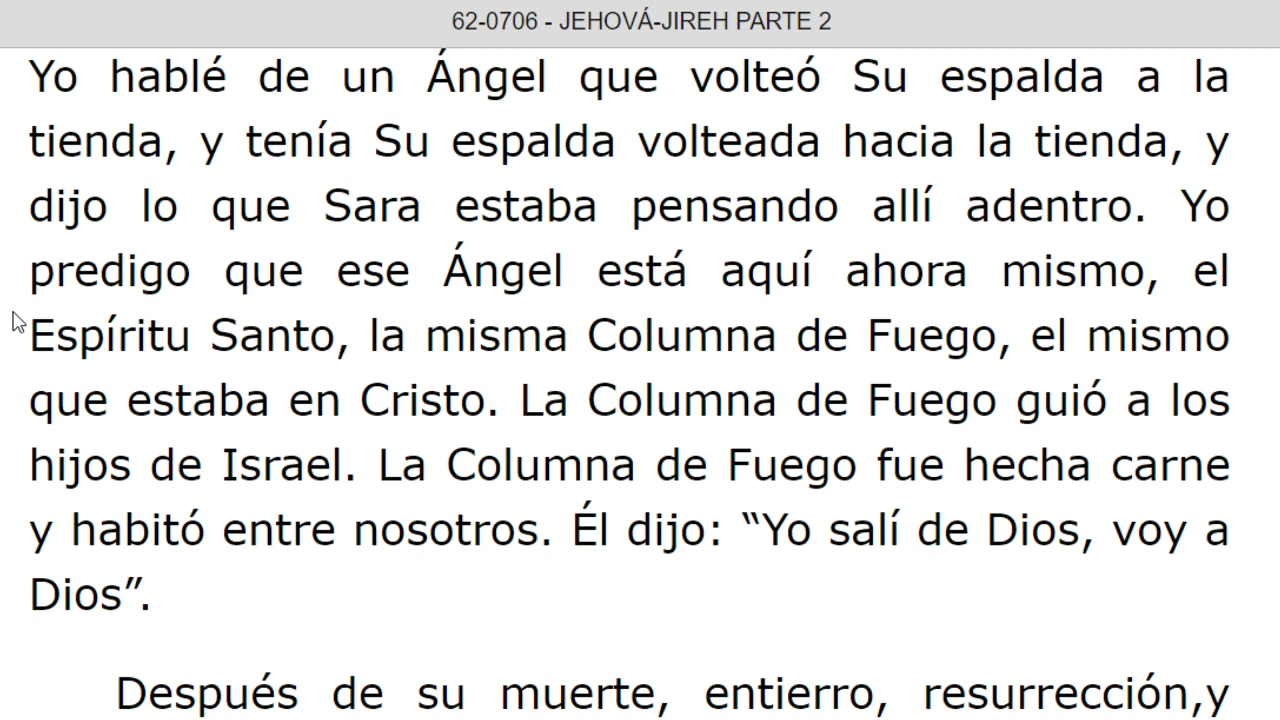 62-0706 - JEHOVÁ-JIREH PARTE 2
Yo hablé de un Ángel que volteó Su espalda a la
tienda, y tenía Su espalda volteada hacia la tienda, y
dijo lo que Sara estaba pensando allí adentro. Yo
predigo que ese Ángel está aquí ahora mismo, el
Espíritu Santo, la misma Columna de Fuego, el mismo
que estaba en Cristo. La Columna de Fuego guió a los
hijos de Israel. La Columna de Fuego fue hecha carne
y habitó entre nosotros. Él dijo: “Yo salí de Dios, voy a
Dios”.
Después de su muerte, entierro, resurrección,y